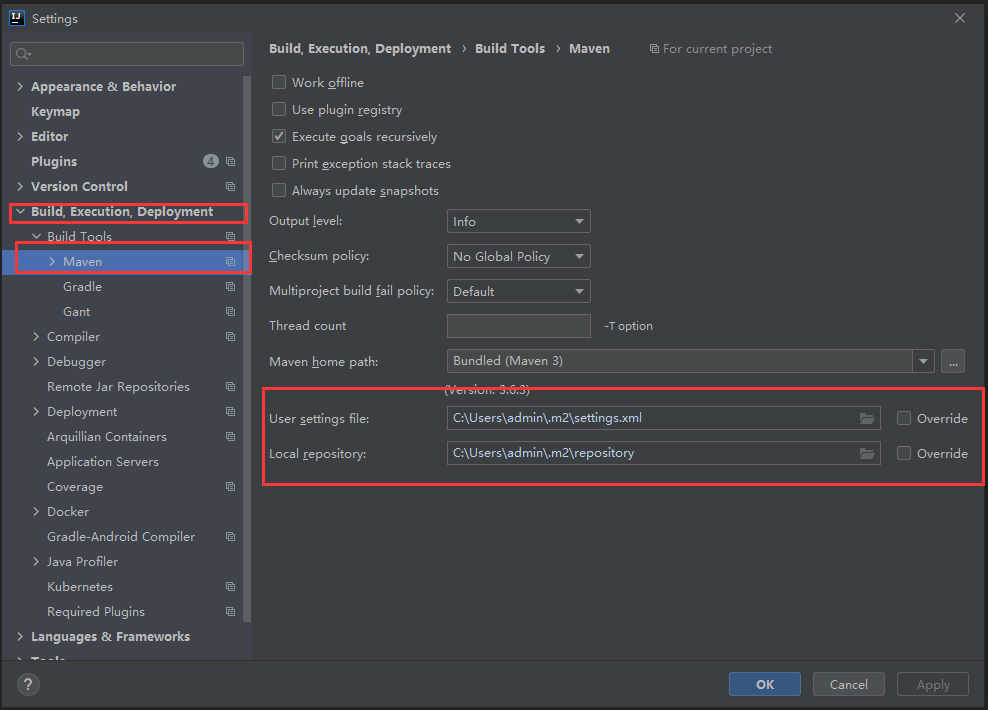 Settings
Appearance & Behavior
Keymap
Editor
Plugins 4
Version Control
Build, Execution, Deployment
Build Tools
Maven
Gradle
Gant
Compiler
Debugger
Remote Jar Repositories
Deployment
Arquillian Containers
Application Servers
Coverage
Docker
Gradle-Android Compiler
Java Profiler
Kubernetes
Required Plugins
Languages & Frameworks
Tools
Build, Execution, Deployment › Build Tools › Maven For current project
Work offline
Use plugin registry
Execute goals recursively
Print exception stack traces
Always update snapshots
Output level: Info
Checksum policy: No Global Policy
Multiproject build fail policy: Default
Thread count -T option
Maven home path: Bundled (Maven 3) ...
(Version: 3.6.3)
User settings file: C:\Users\admin\.m2\settings.xml Override
Local repository: C:\Users\admin\.m2\repository Override
? OK Cancel Apply